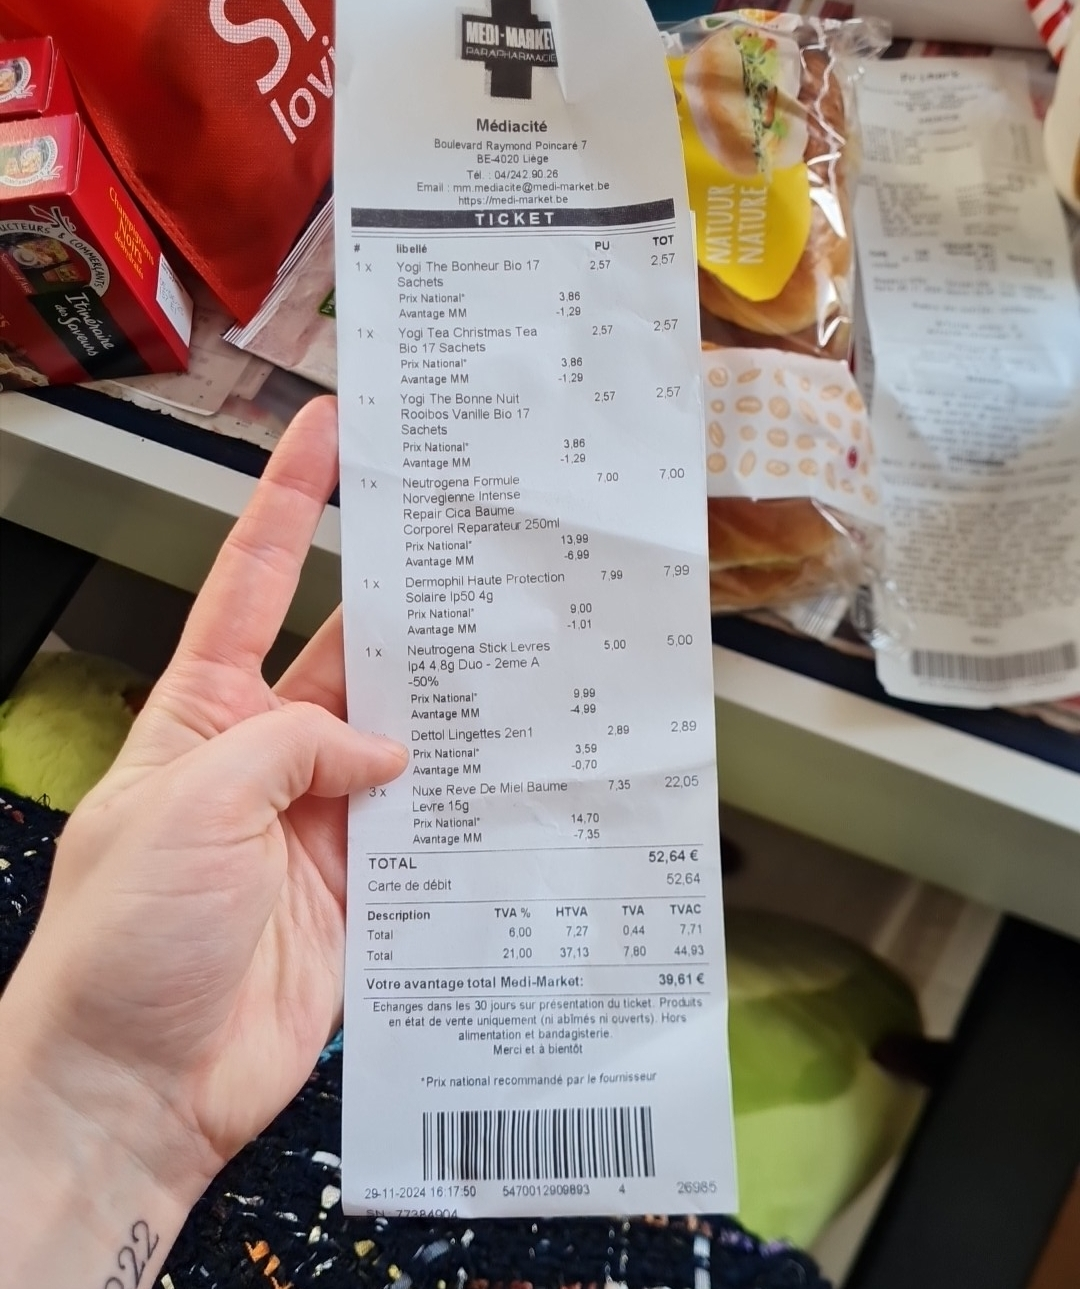 MEDI-MARKE
PARAPHARMACIE
Médiacité
Boulevard Raymond Poincaré 7
BE-4020 Liège
Tél. : 04/242.90.26
Email : mm.mediacite@medi-market.be
https://medi-market.be
TICKET
# libellé PU TOT
1 x Yogi The Bonheur Bio 17 2,57 2,57
Sachets
Prix National* 3,86
Avantage MM -1,29
1 x Yogi Tea Christmas Tea 2,57 2,57
Bio 17 Sachets
Prix National* 3,86
Avantage MM -1,29
1 x Yogi The Bonne Nuit 2,57 2,57
Rooibos Vanille Bio 17
Sachets
Prix National* 3,86
Avantage MM -1,29
1 x Neutrogena Formule 7,00 7,00
Norvegienne Intense
Repair Cica Baume
Corporel Reparateur 250ml
Prix National* 13,99
Avantage MM -6,99
1 x Dermophil Haute Protection 7,99 7,99
Solaire Ip50 4g
Prix National* 9,00
Avantage MM -1,01
1 x Neutrogena Stick Levres 5,00 5,00
Ip4 4,8g Duo - 2eme A
-50%
Prix National* 9,99
Avantage MM -4,99
Dettol Lingettes 2en1 2,89 2,89
Prix National* 3,59
Avantage MM -0,70
3 x Nuxe Reve De Miel Baume 7,35 22,05
Levre 15g
Prix National* 14,70
Avantage MM -7,35
TOTAL 52,64 €
Carte de débit 52,64
Description TVA % HTVA TVA TVAC
Total 6,00 7,27 0,44 7,71
Total 21,00 37,13 7,80 44,93
Votre avantage total Medi-Market: 39,61 €
Echanges dans les 30 jours sur présentation du ticket. Produits
en état de vente uniquement (ni abîmés ni ouverts). Hors
alimentation et bandagisterie.
Merci et à bientôt
*Prix national recommandé par le fournisseur
29-11-2024 16:17:50 5470012909893 4 26985
SN: 77384904
lovi
Champignons
Noirs
déshydratés
CTEURS & COMMERÇANTS
Itinéraire
des Saveurs
NATUUR
NATURE
022